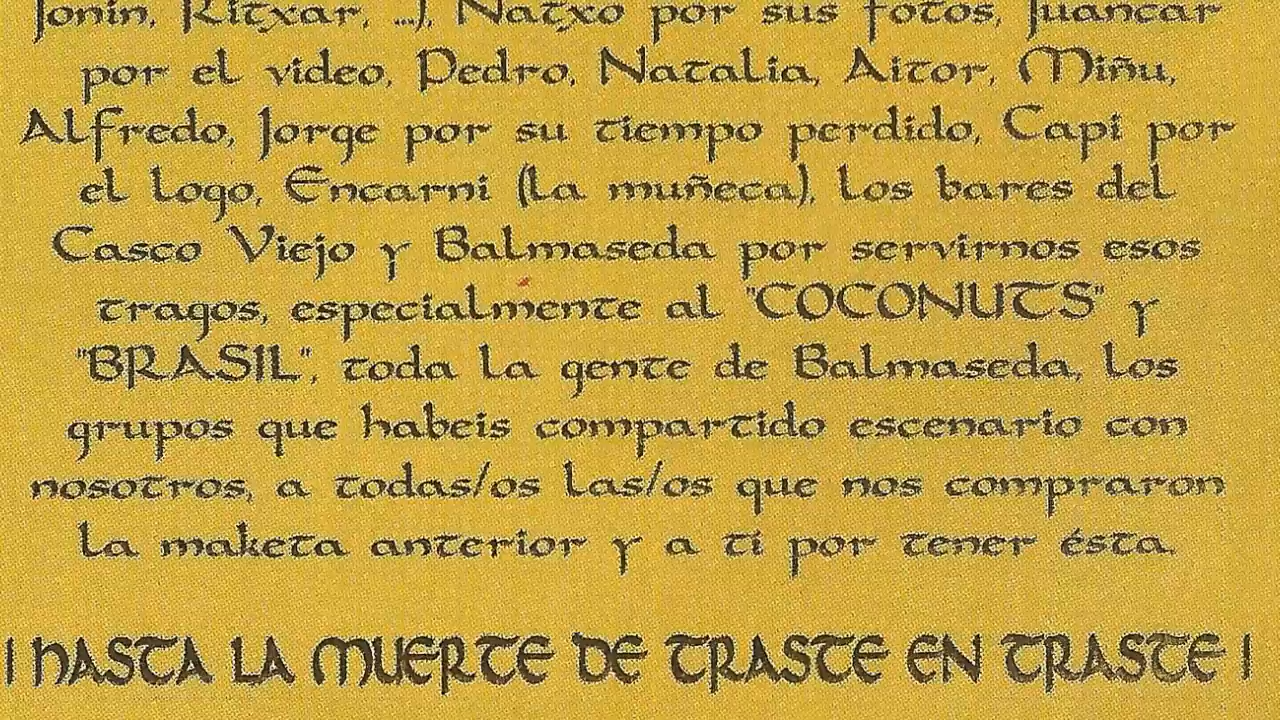 Jonin, Ritxar, ...), Natxo por sus fotos, Juancar
por el video, Pedro, Natalia, Aitor, Miñu,
Alfredo, Jorge por su tiempo perdido, Capi por
el logo, Encarni (la muñeca), los bares del
Casco Viejo y Balmaseda por servirnos esos
tragos, especialmente al "COCONUTS" y
"BRASIL", toda la gente de Balmaseda, los
grupos que habeis compartido escenario con
nosotros, a todas/os las/os que nos compraron
la maketa anterior y a ti por tener ésta.
¡ HASTA LA MUERTE DE TRASTE EN TRASTE !